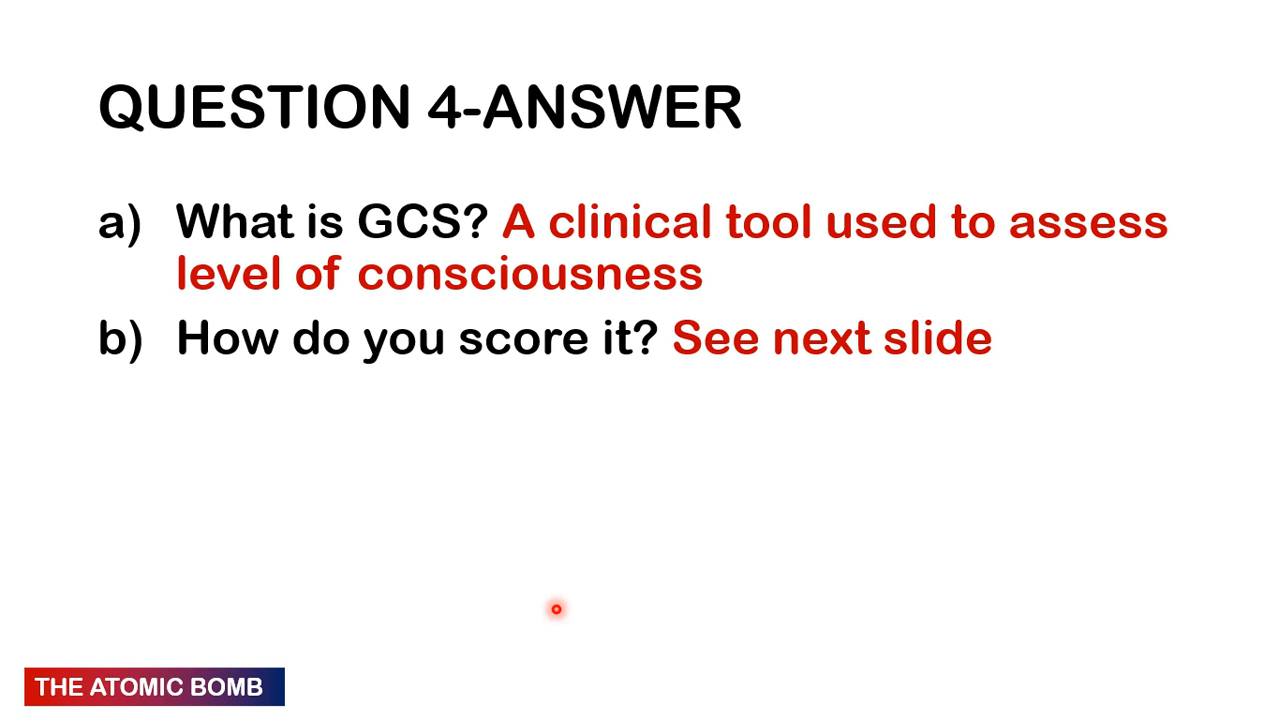 QUESTION 4-ANSWER
a) What is GCS? A clinical tool used to assess
level of consciousness
b) How do you score it? See next slide
THE ATOMIC BOMB